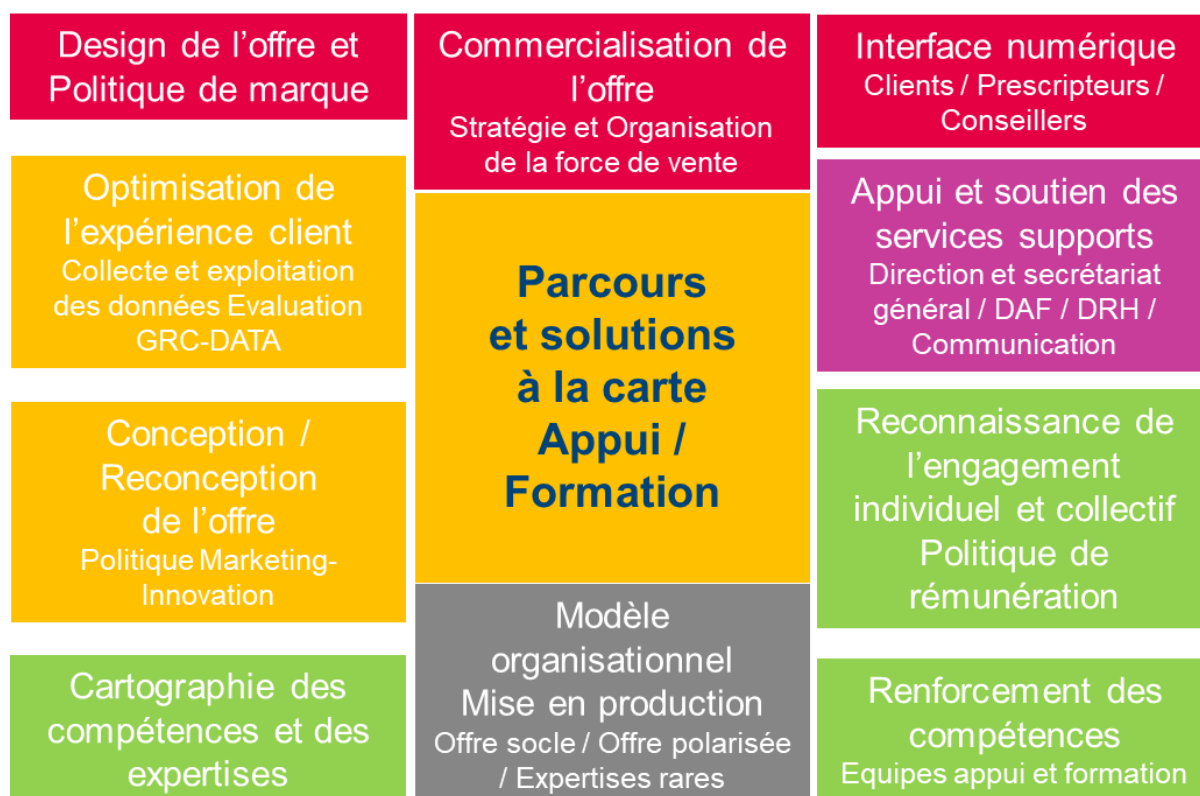 Design de l'offre et
Politique de marque
Optimisation de
l'expérience client
Collecte et exploitation
des données Evaluation
GRC-DATA
Conception /
Reconception
de l'offre
Politique Marketing-
Innovation
Cartographie des
compétences et des
expertises
Commercialisation de
l'offre
Stratégie et Organisation
de la force de vente
Parcours
et solutions
à la carte
Appui /
Formation
Modèle
organisationnel
Mise en production
Offre socle / Offre polarisée
/ Expertises rares
Interface numérique
Clients / Prescripteurs /
Conseillers
Appui et soutien des
services supports
Direction et secrétariat
général / DAF / DRH /
Communication
Reconnaissance de
l'engagement
individuel et collectif
Politique de
rémunération
Renforcement des
compétences
Equipes appui et formation